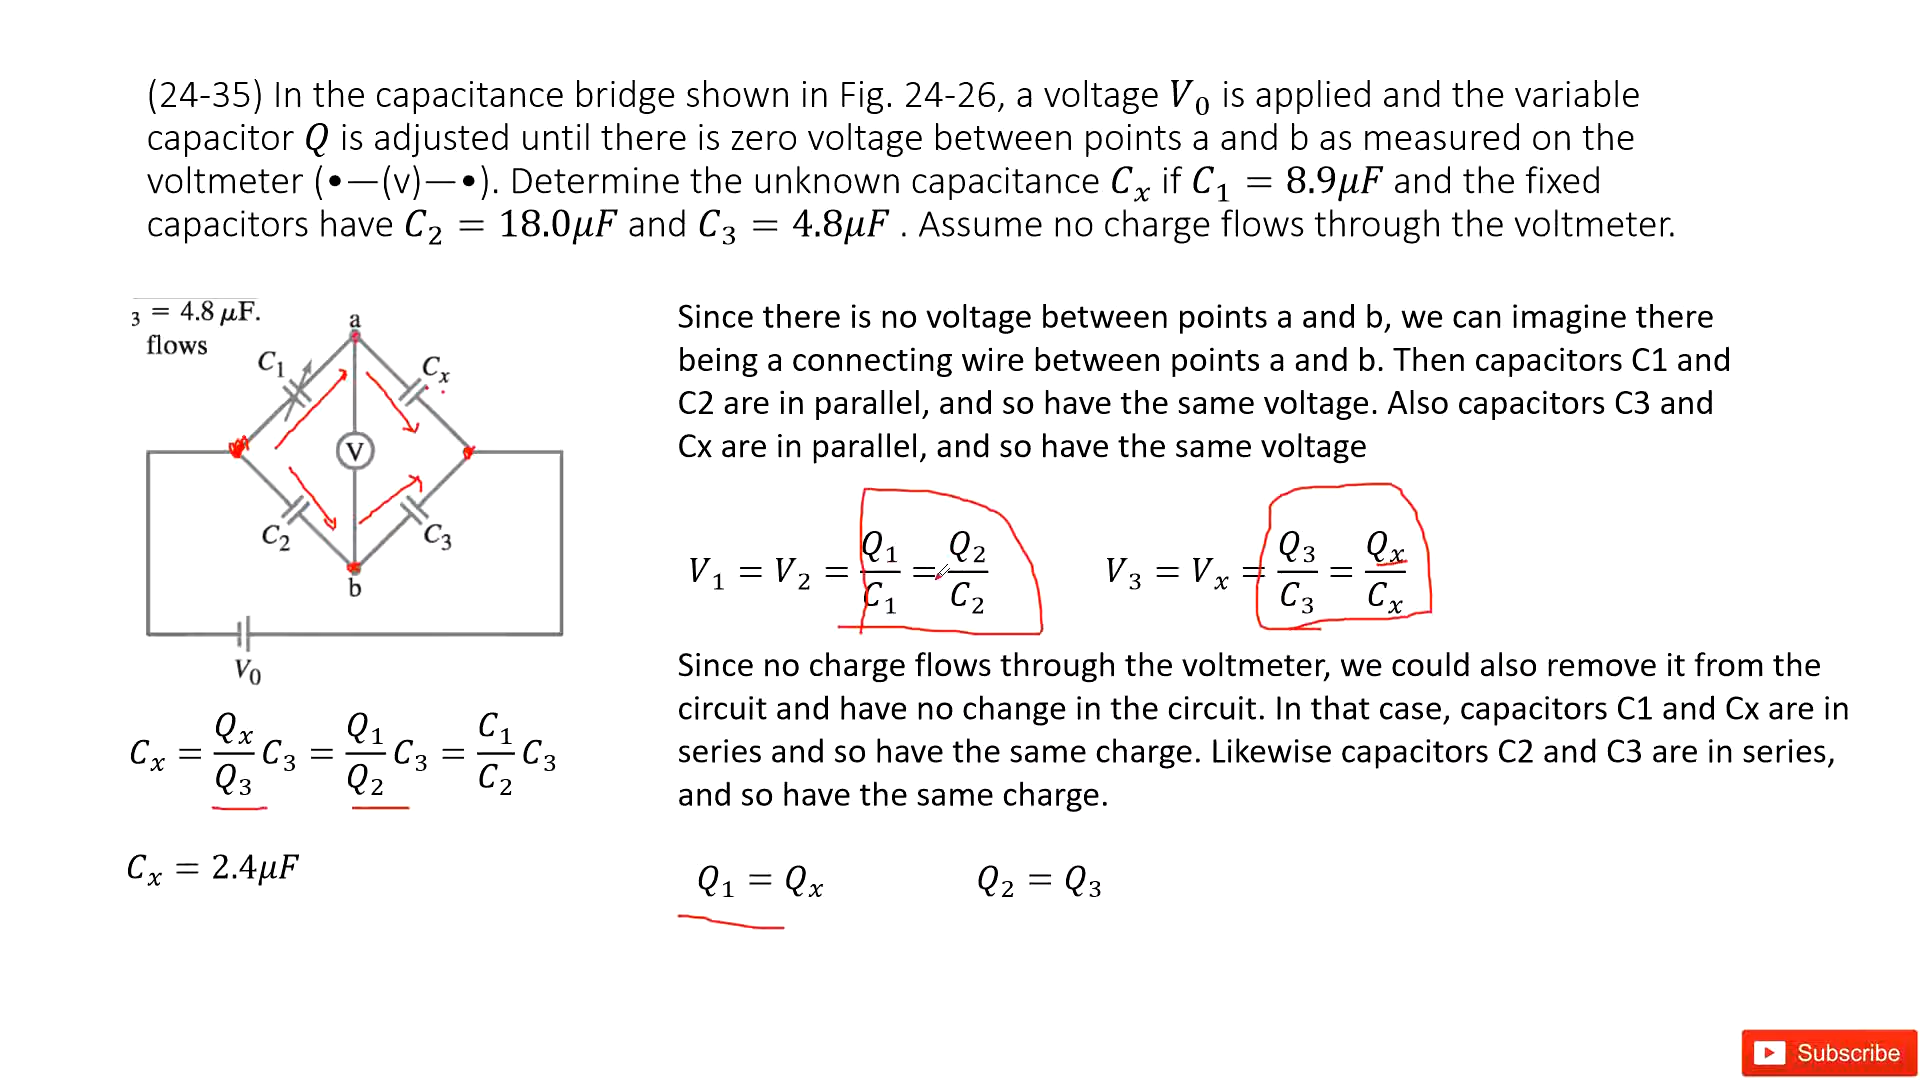 (24-35) In the capacitance bridge shown in Fig. 24-26, a voltage V₀ is applied and the variable
capacitor Q is adjusted until there is zero voltage between points a and b as measured on the
voltmeter (•—(v)—•). Determine the unknown capacitance Cₓ if C₁ = 8.9μF and the fixed
capacitors have C₂ = 18.0μF and C₃ = 4.8μF . Assume no charge flows through the voltmeter.
₃ = 4.8 μF.
flows
a
C₁
Cₓ
V
C₂
C₃
b
V₀
Since there is no voltage between points a and b, we can imagine there
being a connecting wire between points a and b. Then capacitors C1 and
C2 are in parallel, and so have the same voltage. Also capacitors C3 and
Cx are in parallel, and so have the same voltage
V₁ = V₂ = Q₁/C₁ = Q₂/C₂
V₃ = Vₓ = Q₃/C₃ = Qₓ/Cₓ
Since no charge flows through the voltmeter, we could also remove it from the
circuit and have no change in the circuit. In that case, capacitors C1 and Cx are in
series and so have the same charge. Likewise capacitors C2 and C3 are in series,
and so have the same charge.
Q₁ = Qₓ
Q₂ = Q₃
Cₓ = Qₓ/Q₃ C₃ = Q₁/Q₂ C₃ = C₁/C₂ C₃
Cₓ = 2.4μF
Subscribe